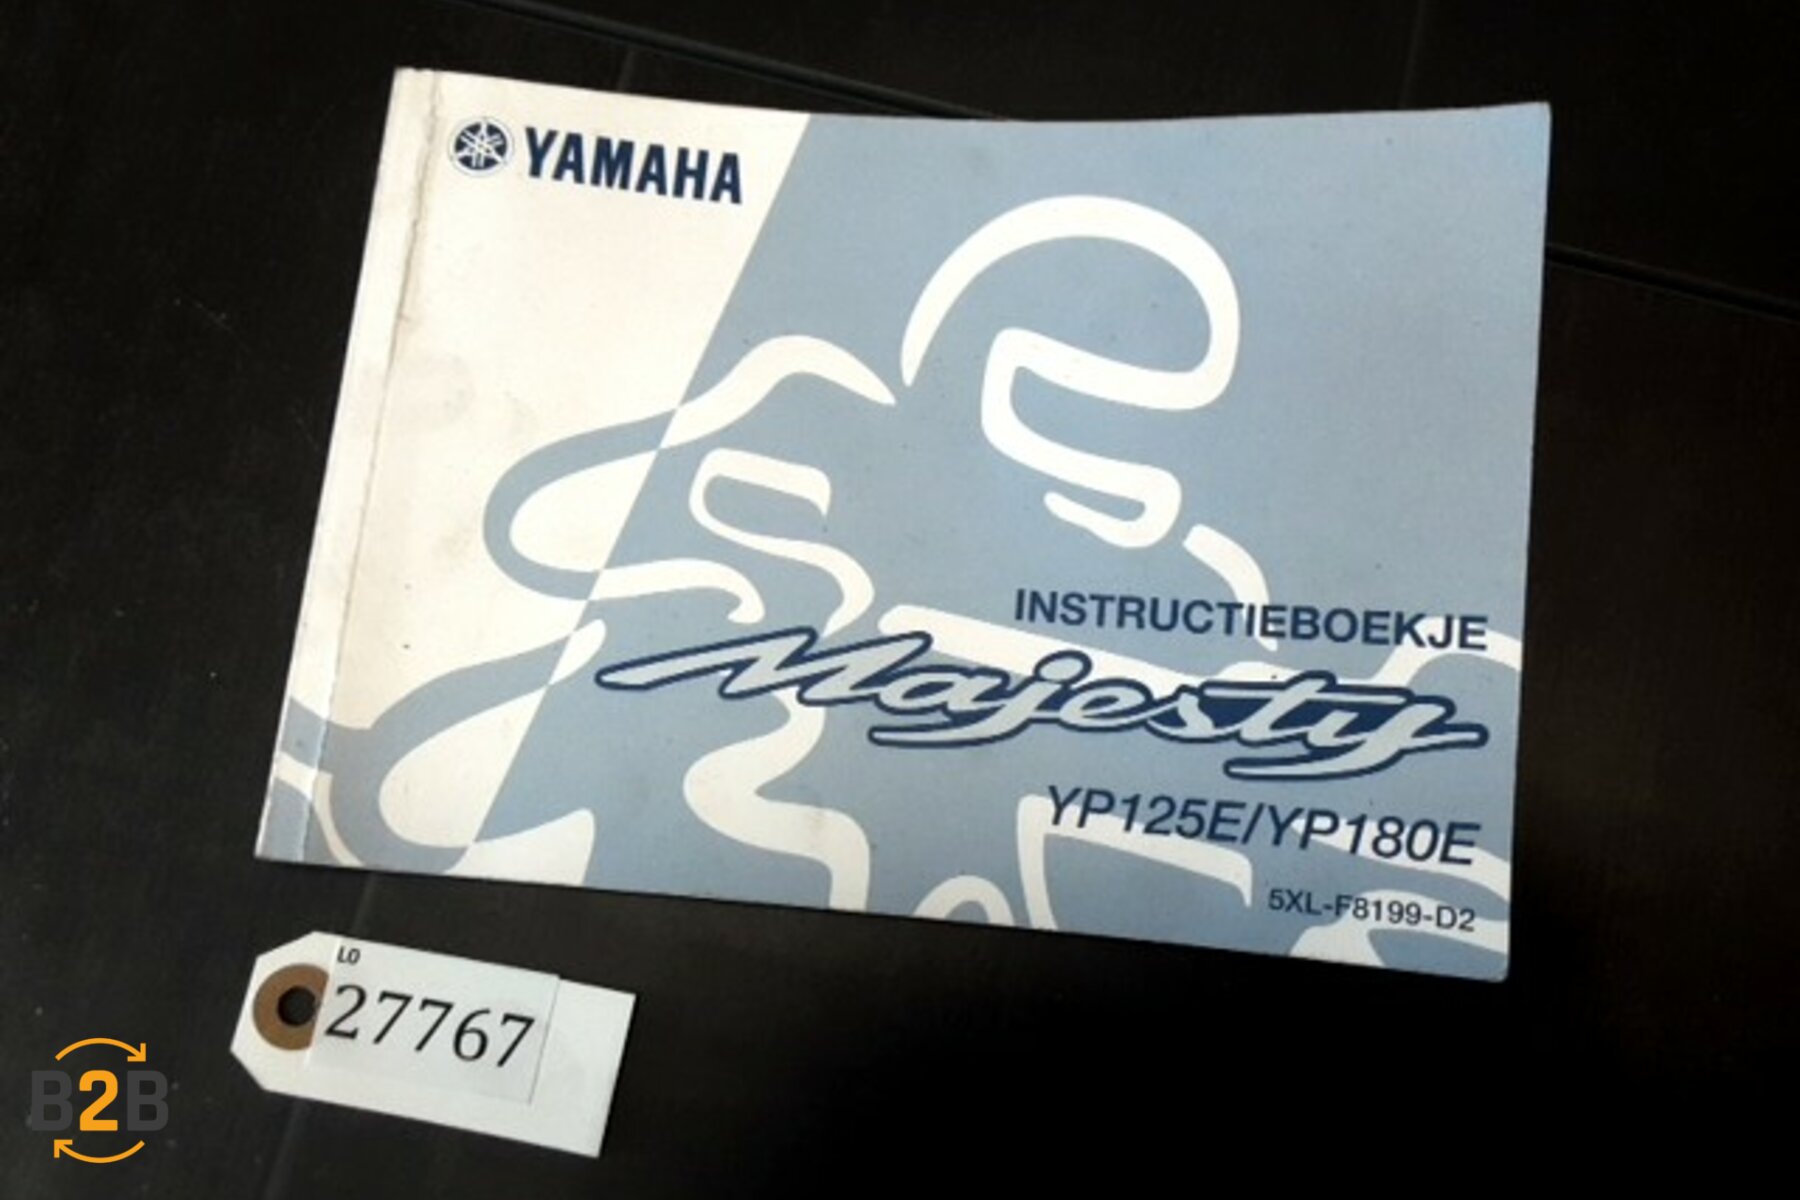 YAMAHA
INSTRUCTIEBOEKJE
Majesty
YP125E/YP180E
5XL-F8199-D2
LO
27767
B2B